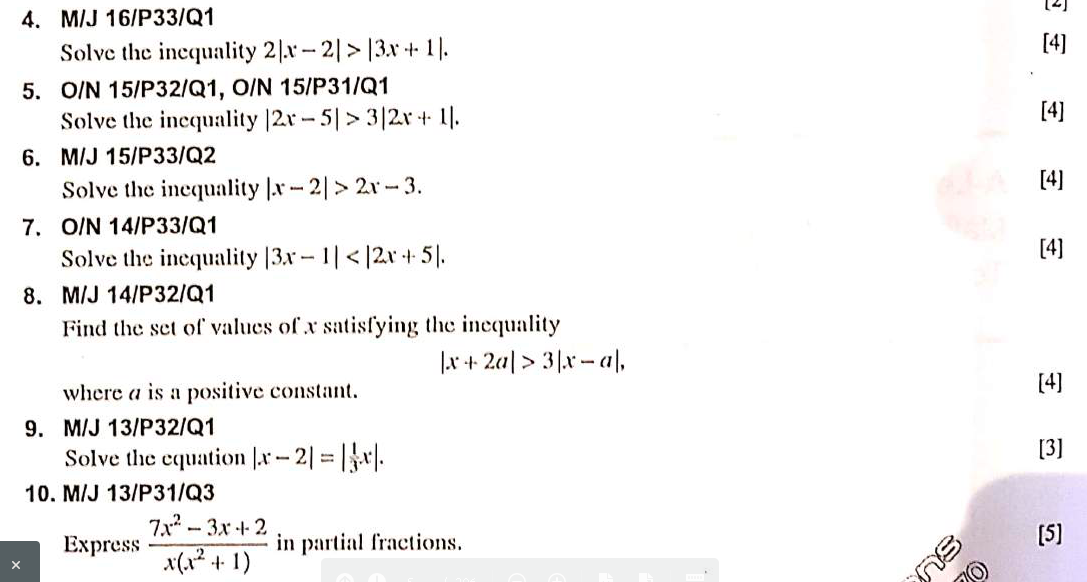 [2]
4. M/J 16/P33/Q1
Solve the inequality 2|x – 2| > |3x + 1|. [4]
5. O/N 15/P32/Q1, O/N 15/P31/Q1
Solve the inequality |2x – 5| > 3|2x + 1|. [4]
6. M/J 15/P33/Q2
Solve the inequality |x – 2| > 2x – 3. [4]
7. O/N 14/P33/Q1
Solve the inequality |3x – 1| < |2x + 5|. [4]
8. M/J 14/P32/Q1
Find the set of values of x satisfying the inequality
|x + 2a| > 3|x – a|,
where a is a positive constant. [4]
9. M/J 13/P32/Q1
Solve the equation |x – 2| = |1/3 x|. [3]
10. M/J 13/P31/Q3
Express (7x² – 3x + 2)/(x(x² + 1)) in partial fractions. [5]